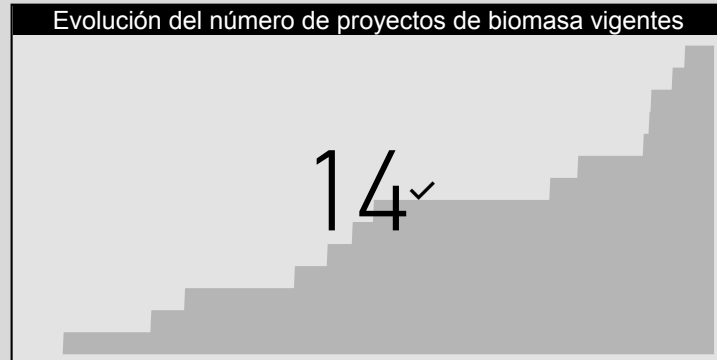 Evolución del número de proyectos de biomasa vigentes
14✓